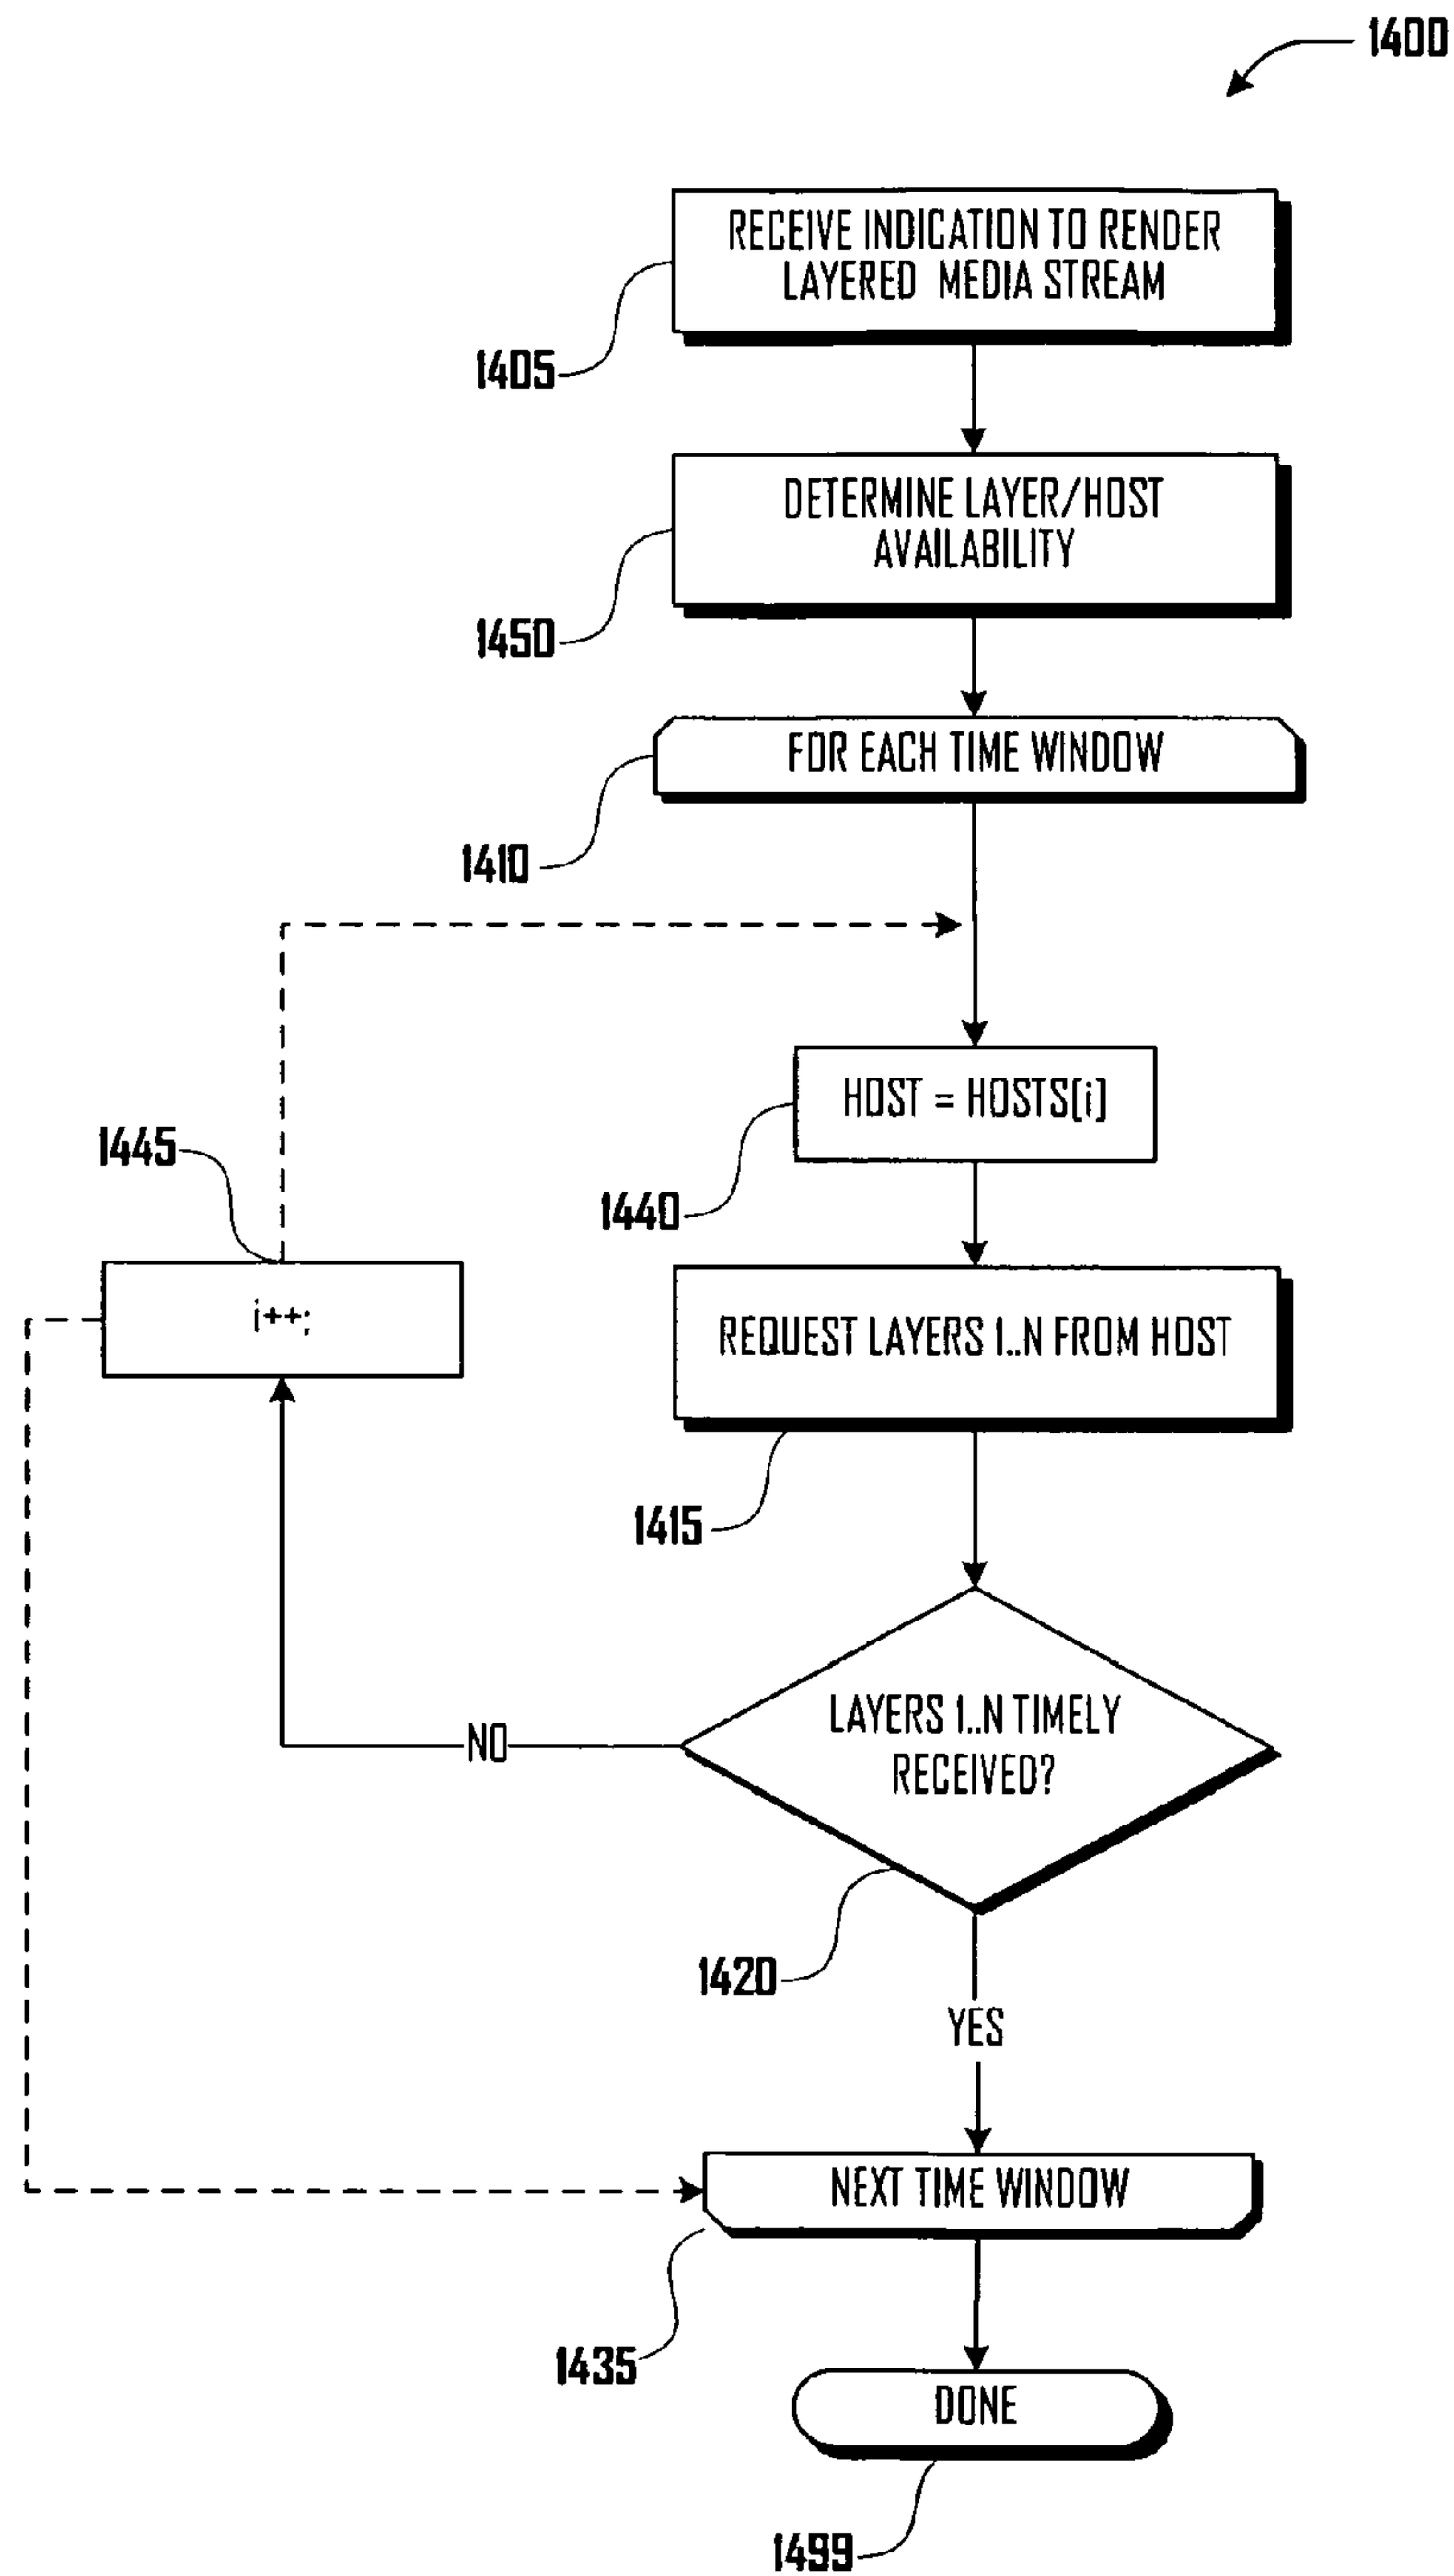 1400
RECEIVE INDICATION TO RENDER
LAYERED MEDIA STREAM
1405
DETERMINE LAYER/HOST
AVAILABILITY
1450
FOR EACH TIME WINDOW
1410
HOST = HOSTS[i]
1445
1440
i++;
REQUEST LAYERS 1..N FROM HOST
1415
LAYERS 1..N TIMELY
RECEIVED?
NO
1420
YES
NEXT TIME WINDOW
1435
DONE
1499